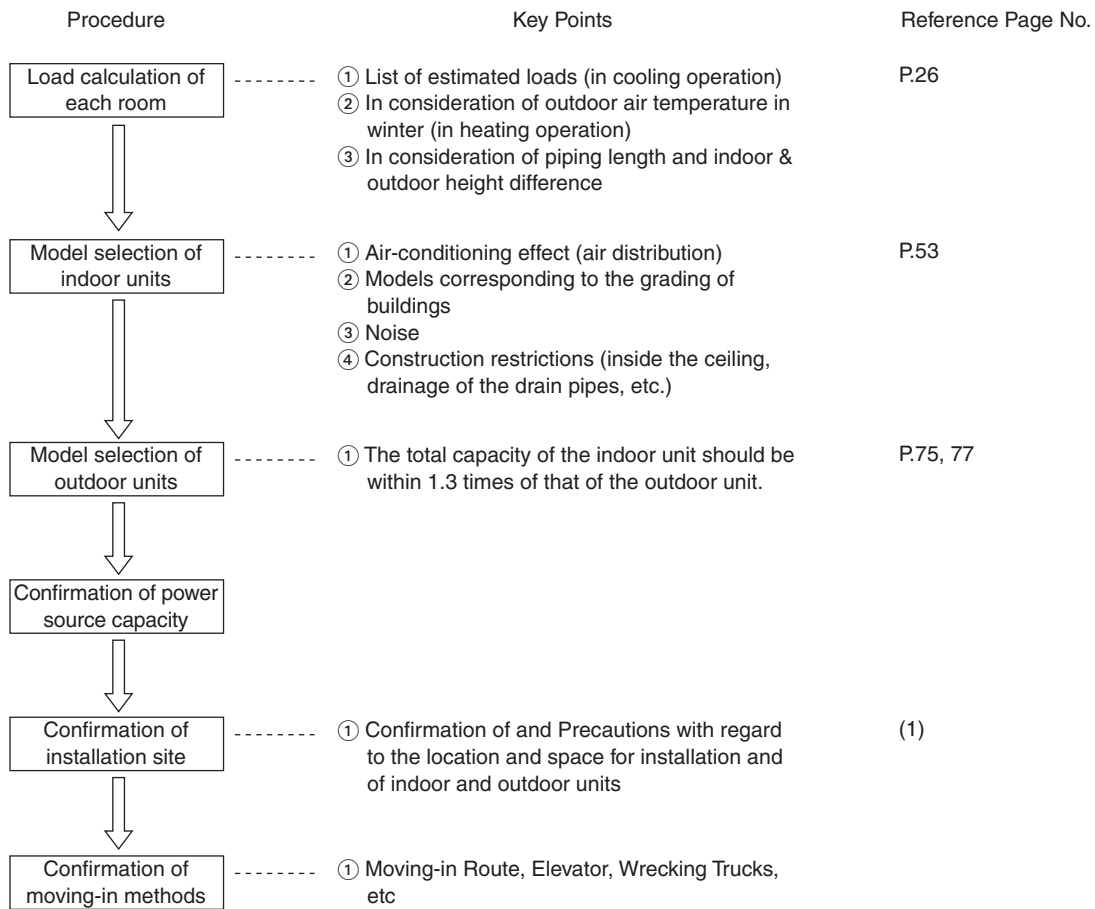 Procedure
Key Points
Reference Page No.
Load calculation of
each room
① List of estimated loads (in cooling operation)
② In consideration of outdoor air temperature in
winter (in heating operation)
③ In consideration of piping length and indoor &
outdoor height difference
P.26
Model selection of
indoor units
① Air-conditioning effect (air distribution)
② Models corresponding to the grading of
buildings
③ Noise
④ Construction restrictions (inside the ceiling,
drainage of the drain pipes, etc.)
P.53
Model selection of
outdoor units
① The total capacity of the indoor unit should be
within 1.3 times of that of the outdoor unit.
P.75, 77
Confirmation of power
source capacity
Confirmation of
installation site
① Confirmation of and Precautions with regard
to the location and space for installation and
of indoor and outdoor units
(1)
Confirmation of
moving-in methods
① Moving-in Route, Elevator, Wrecking Trucks,
etc